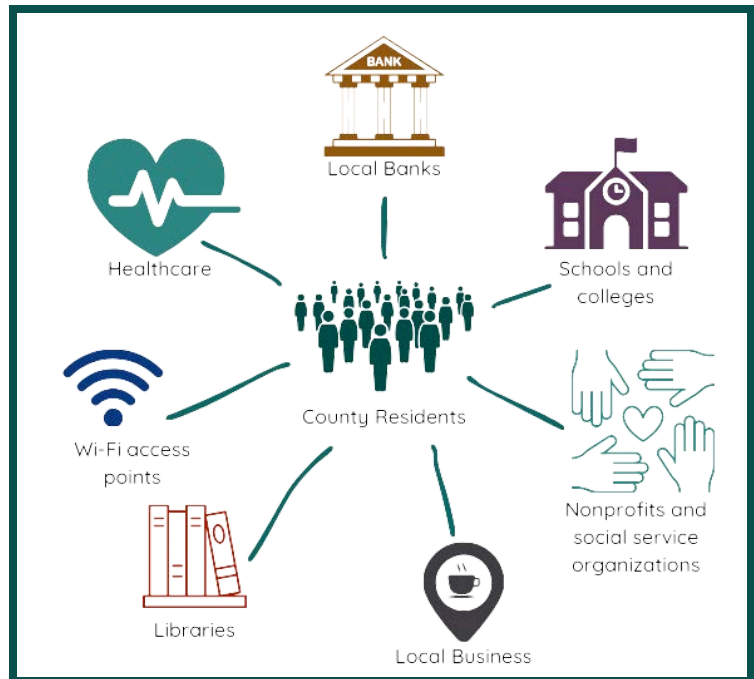 BANK
Local Banks
Healthcare
Schools and
colleges
County Residents
Wi-Fi access
points
Nonprofits and
social service
organizations
Libraries
Local Business